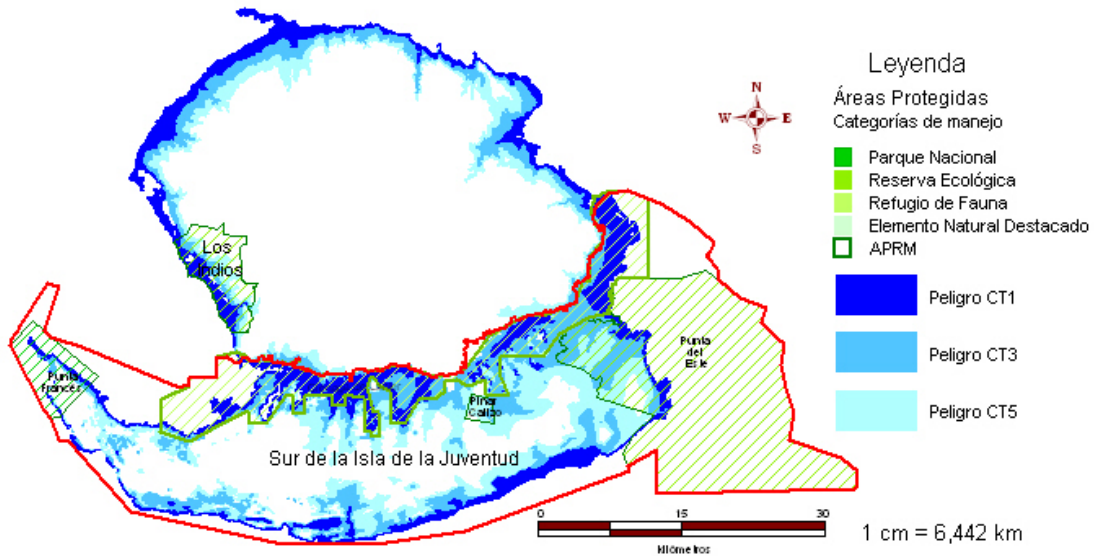 Leyenda
Áreas Protegidas
Categorías de manejo
Parque Nacional
Reserva Ecológica
Refugio de Fauna
Elemento Natural Destacado
APRM
Peligro CT1
Peligro CT3
Peligro CT5
N
W E
S
Los
Indios
Punta
Francés
Punta
del
Este
Pinar
Sur de la Isla de la Juventud
0 15 30
kilómetros
1 cm = 6,442 km